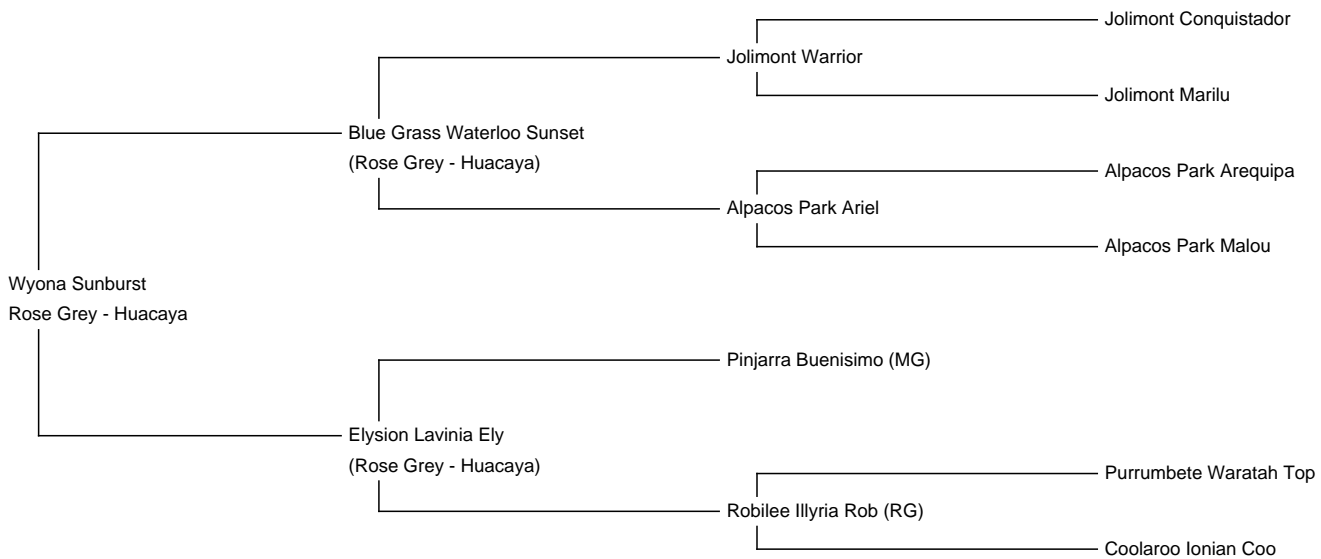 Jolimont Conquistador
Jolimont Warrior
Jolimont Marilu
Blue Grass Waterloo Sunset
(Rose Grey - Huacaya)
Alpacos Park Arequipa
Alpacos Park Ariel
Alpacos Park Malou
Wyona Sunburst
Rose Grey - Huacaya
Pinjarra Buenisimo (MG)
Elysion Lavinia Ely
(Rose Grey - Huacaya)
Purrumbete Waratah Top
Robilee Illyria Rob (RG)
Coolaroo Ionian Coo